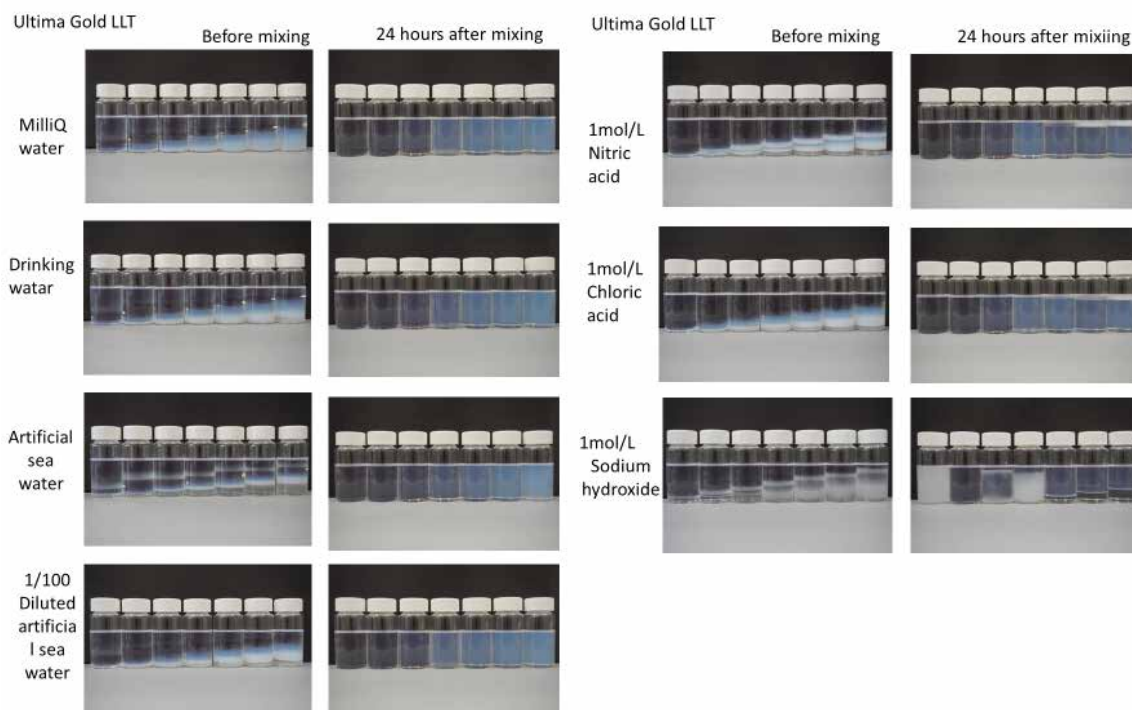 Ultima Gold LLT
Before mixing
24 hours after mixing
MilliQ
water
Drinking
watar
Artificial
sea
water
1/100
Diluted
artificia
l sea
water
Ultima Gold LLT
Before mixing
24 hours after mixiing
1mol/L
Nitric
acid
1mol/L
Chloric
acid
1mol/L
Sodium
hydroxide